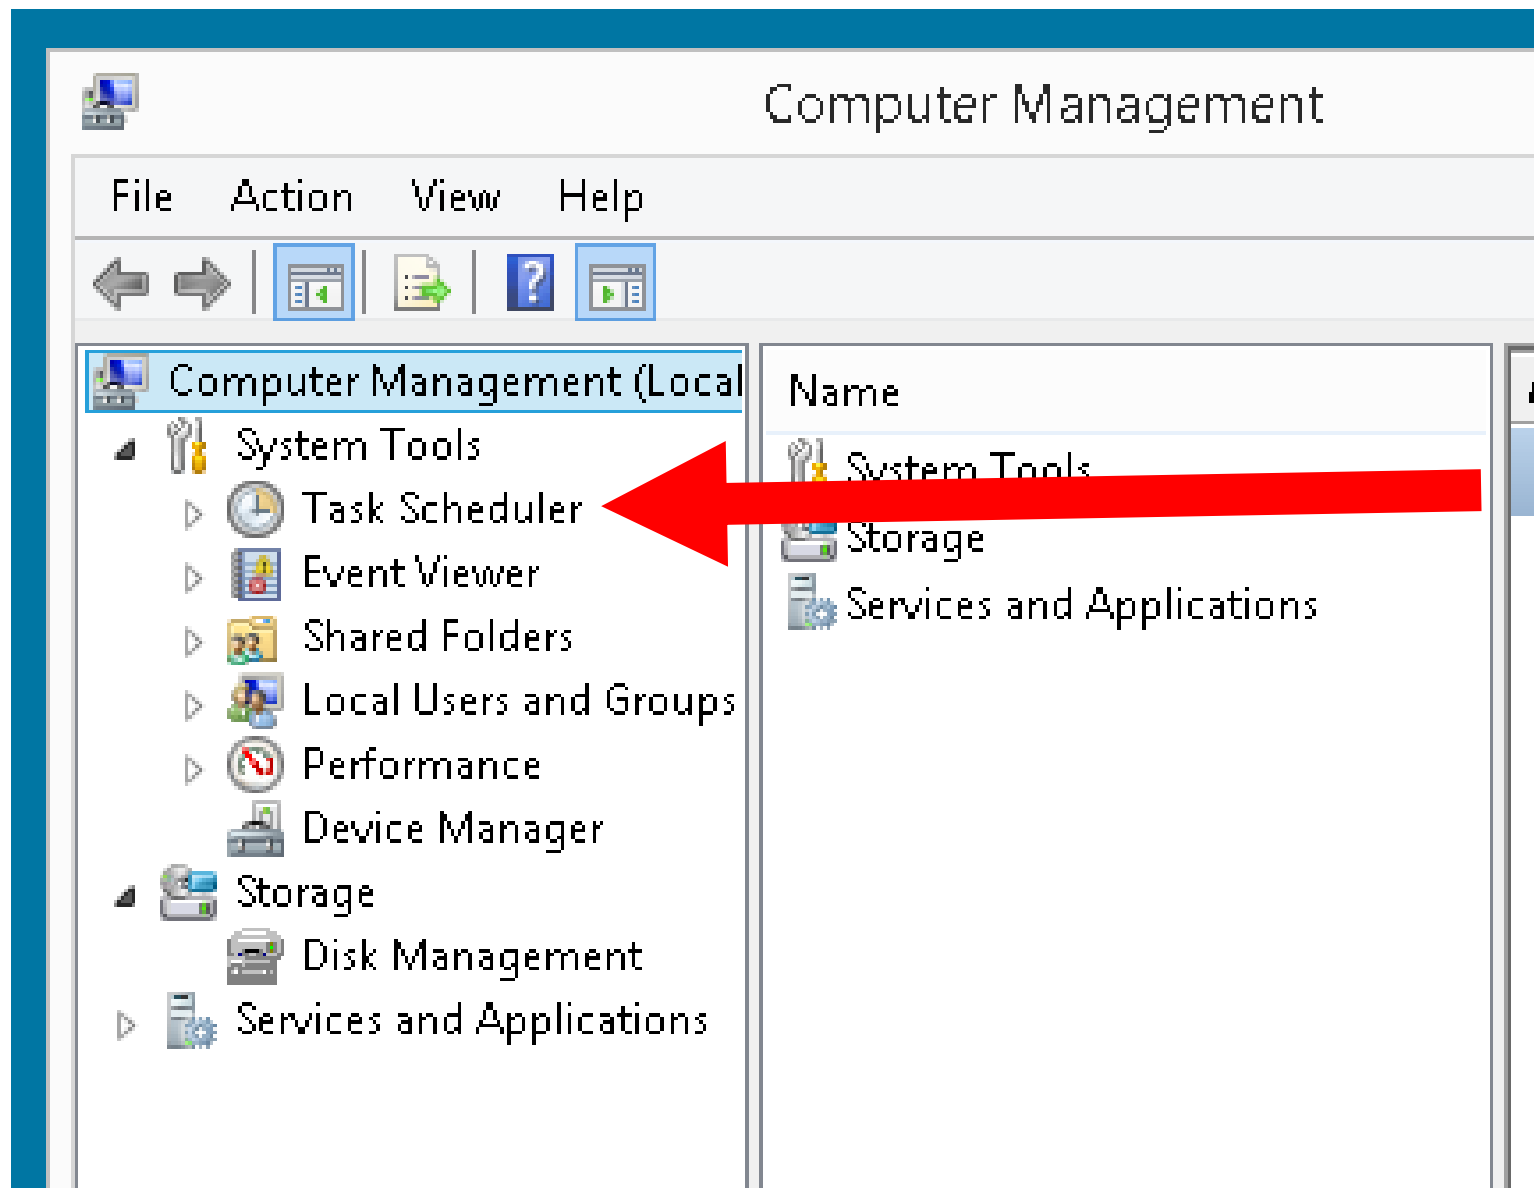 Computer Management
File Action View Help
Computer Management (Local
System Tools
Task Scheduler
Event Viewer
Shared Folders
Local Users and Groups
Performance
Device Manager
Storage
Disk Management
Services and Applications
Name
System Tools
Storage
Services and Applications